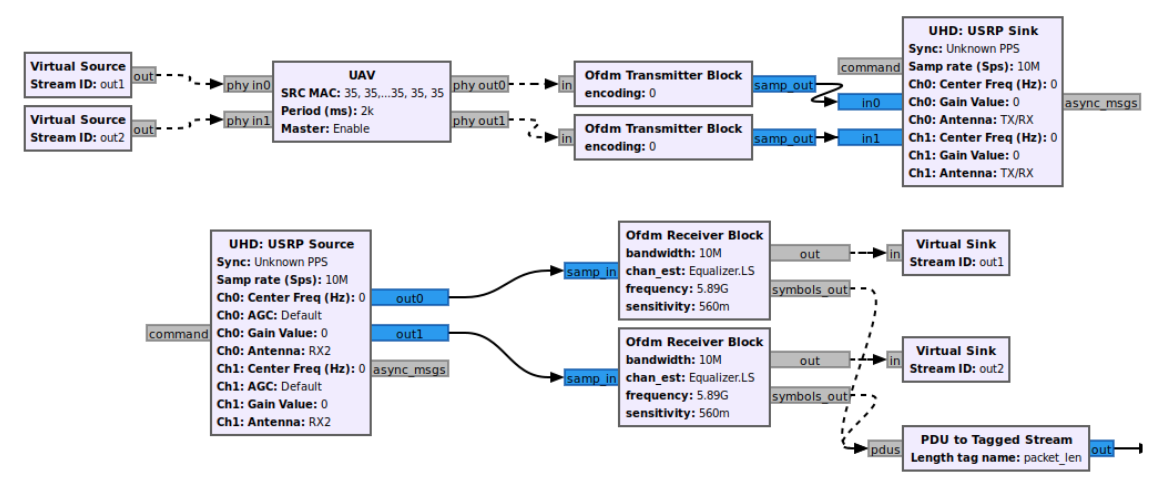 Virtual Source
Stream ID: out1
out
Virtual Source
Stream ID: out2
out
phy in0
phy in1
UAV
SRC MAC: 35, 35,...35, 35, 35
Period (ms): 2k
Master: Enable
phy out0
phy out1
in
Ofdm Transmitter Block
encoding: 0
samp_out
in
Ofdm Transmitter Block
encoding: 0
samp_out
command
in0
in1
UHD: USRP Sink
Sync: Unknown PPS
Samp rate (Sps): 10M
Ch0: Center Freq (Hz): 0
Ch0: Gain Value: 0
Ch0: Antenna: TX/RX
Ch1: Center Freq (Hz): 0
Ch1: Gain Value: 0
Ch1: Antenna: TX/RX
async_msgs
command
UHD: USRP Source
Sync: Unknown PPS
Samp rate (Sps): 10M
Ch0: Center Freq (Hz): 0
Ch0: AGC: Default
Ch0: Gain Value: 0
Ch0: Antenna: RX2
Ch1: Center Freq (Hz): 0
Ch1: AGC: Default
Ch1: Gain Value: 0
Ch1: Antenna: RX2
out0
out1
async_msgs
samp_in
Ofdm Receiver Block
bandwidth: 10M
chan_est: Equalizer.LS
frequency: 5.89G
sensitivity: 560m
out
symbols_out
samp_in
Ofdm Receiver Block
bandwidth: 10M
chan_est: Equalizer.LS
frequency: 5.89G
sensitivity: 560m
out
symbols_out
in
Virtual Sink
Stream ID: out1
in
Virtual Sink
Stream ID: out2
pdus
PDU to Tagged Stream
Length tag name: packet_len
out